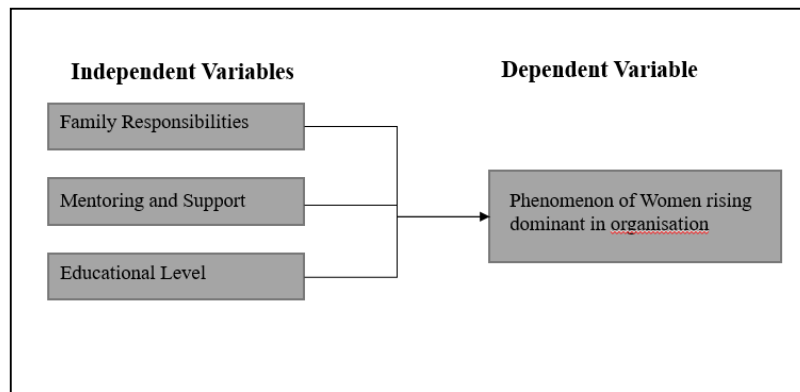 Independent Variables
Dependent Variable
Family Responsibilities
Mentoring and Support
Educational Level
Phenomenon of Women rising
dominant in organisation